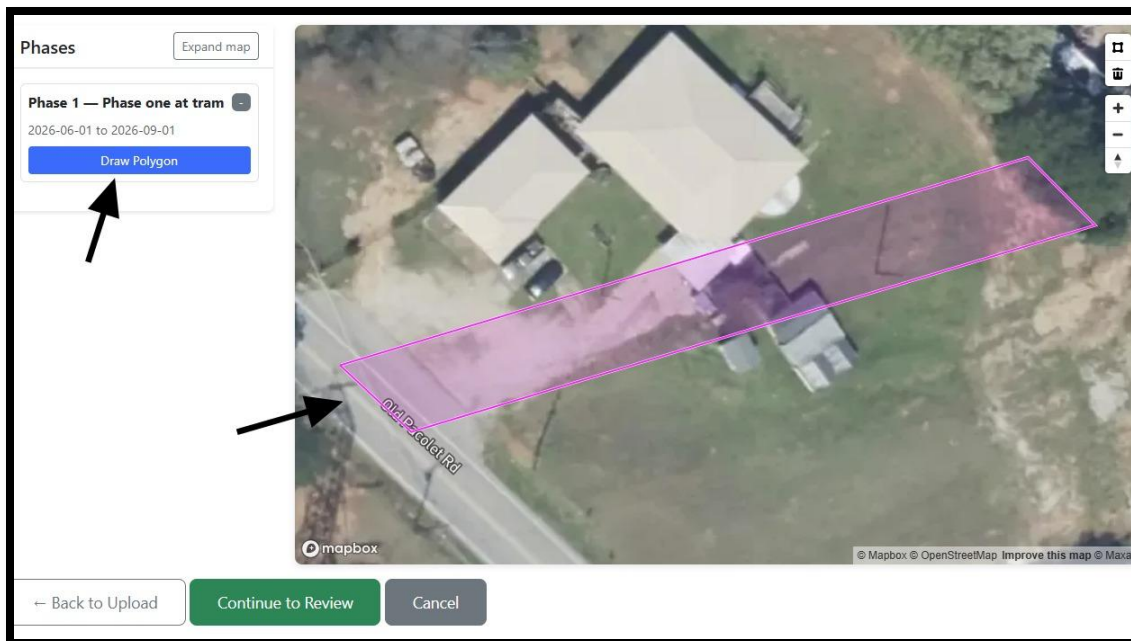 Phases
Expand map
Phase 1 — Phase one at tram
-
2026-06-01 to 2026-09-01
Draw Polygon
Old Pacolet Rd
mapbox
© Mapbox © OpenStreetMap Improve this map © Maxa
← Back to Upload
Continue to Review
Cancel